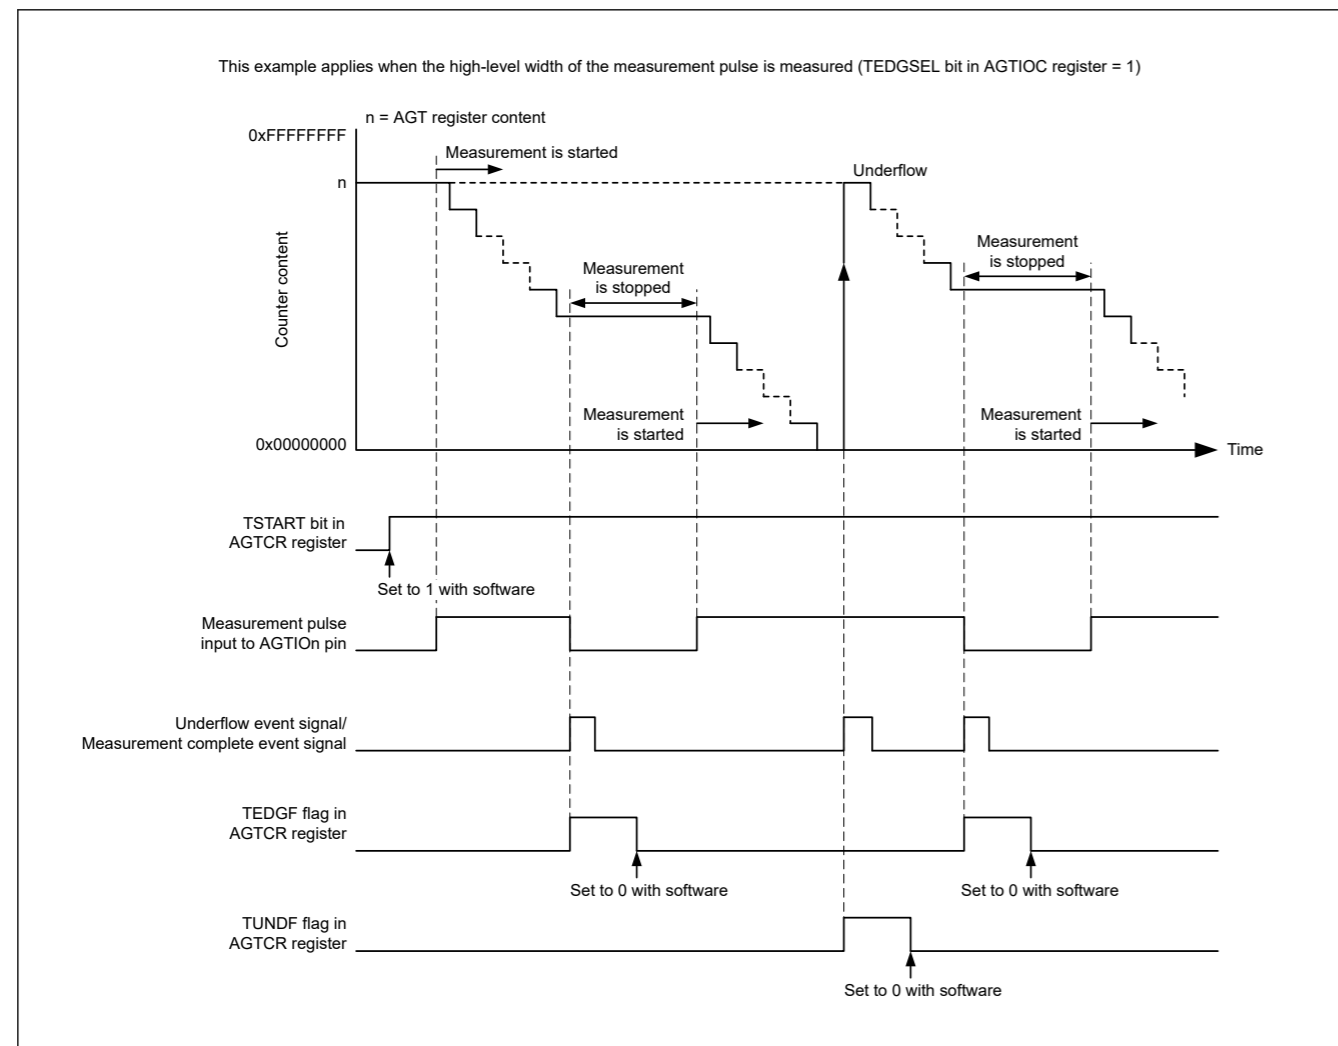 This example applies when the high-level width of the measurement pulse is measured (TEDGSEL bit in AGTIOC register = 1)
n = AGT register content
0xFFFFFFFF
Measurement is started
Underflow
n
Counter content
Measurement
is stopped
Measurement
is stopped
Measurement
is started
Measurement
is started
0x00000000
Time
TSTART bit in
AGTCR register
Set to 1 with software
Measurement pulse
input to AGTIOn pin
Underflow event signal/
Measurement complete event signal
TEDGF flag in
AGTCR register
Set to 0 with software
Set to 0 with software
TUNDF flag in
AGTCR register
Set to 0 with software